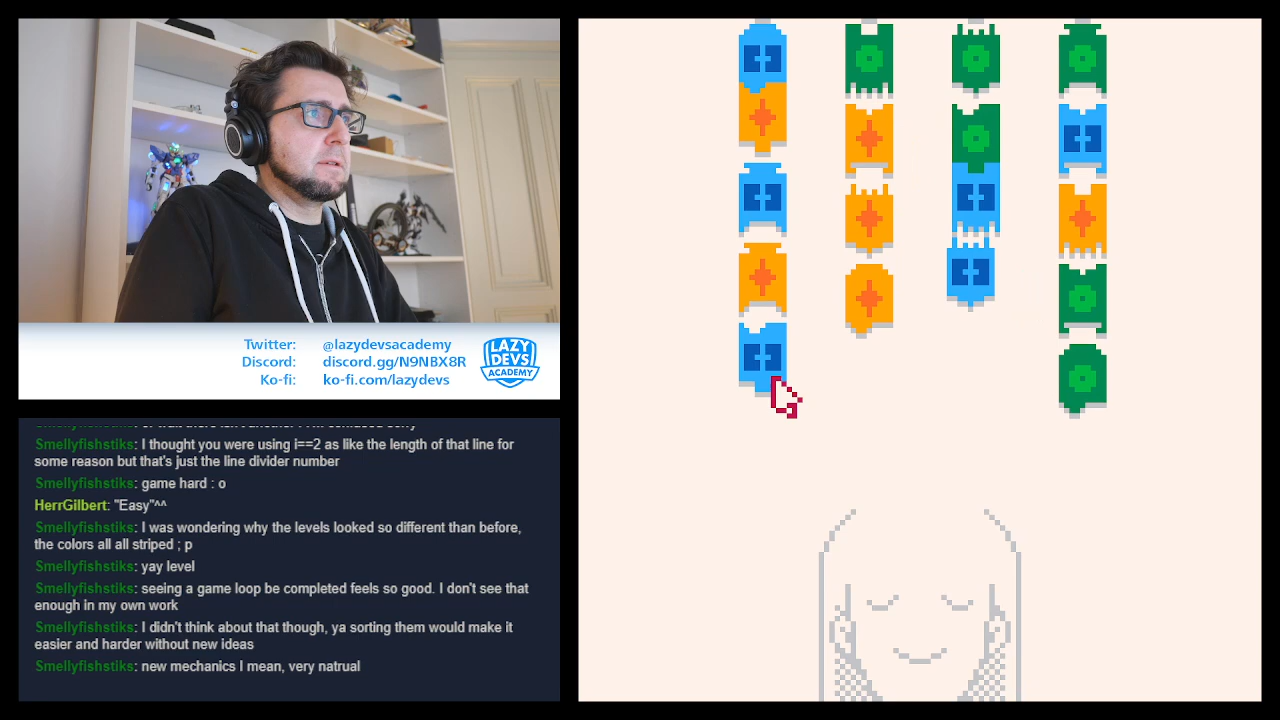 Twitter: @lazydevsacademy
Discord: discord.gg/N9NBX8R
Ko-fi: ko-fi.com/lazydevs
LAZY
DEVS
ACADEMY
Smellyfishstiks: I thought you were using i==2 as like the length of that line for
some reason but that's just the line divider number
Smellyfishstiks: game hard : o
HerrGilbert: "Easy"^^
Smellyfishstiks: I was wondering why the levels looked so different than before,
the colors all all striped ; p
Smellyfishstiks: yay level
Smellyfishstiks: seeing a game loop be completed feels so good. I don't see that
enough in my own work
Smellyfishstiks: I didn't think about that though, ya sorting them would make it
easier and harder without new ideas
Smellyfishstiks: new mechanics I mean, very natrual